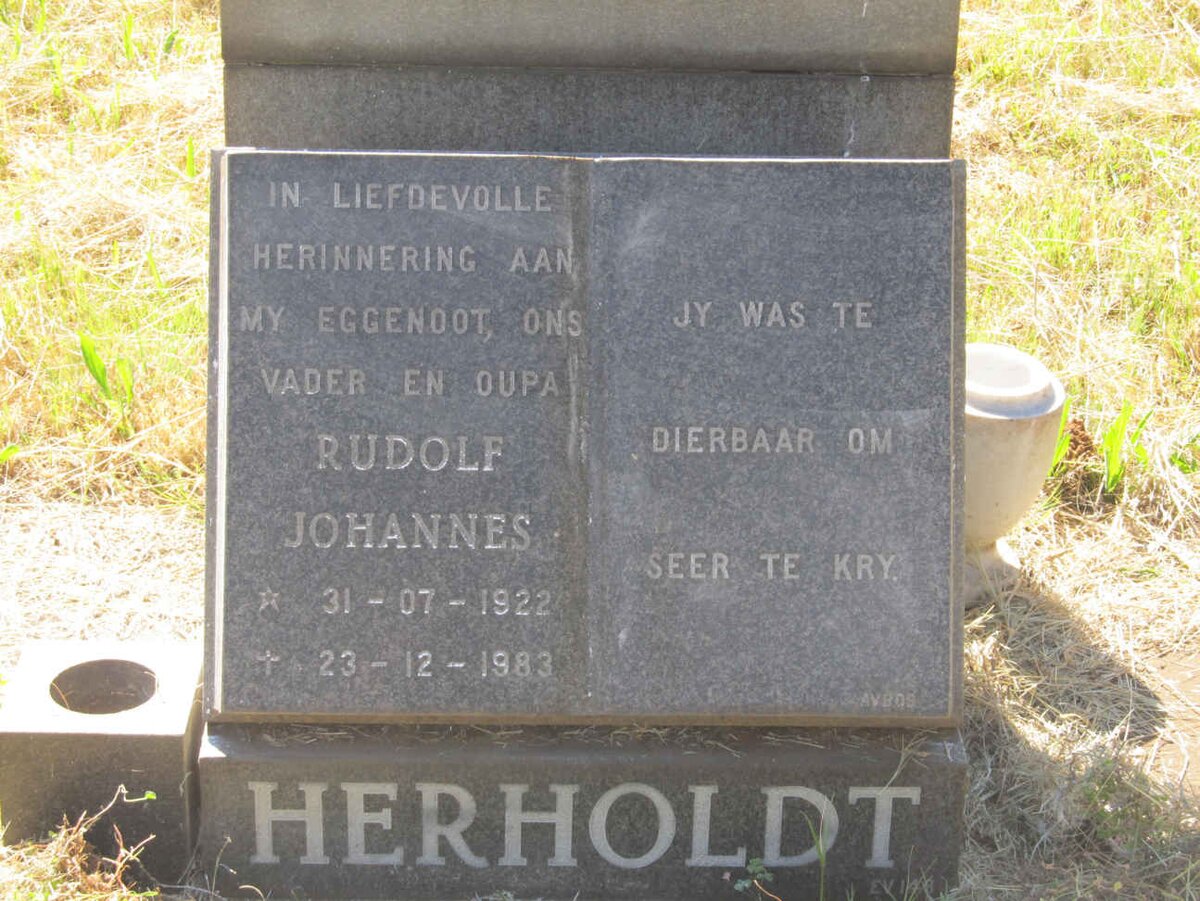 IN LIEFDEVOLLE
HERINNERING AAN
MY EGGENOOT, ONS
VADER EN OUPA
RUDOLF
JOHANNES
☆ 31-07-1922
+ 23-12-1983
JY WAS TE
DIERBAAR OM
SEER TE KRY.
AVBOB
HERHOLDT